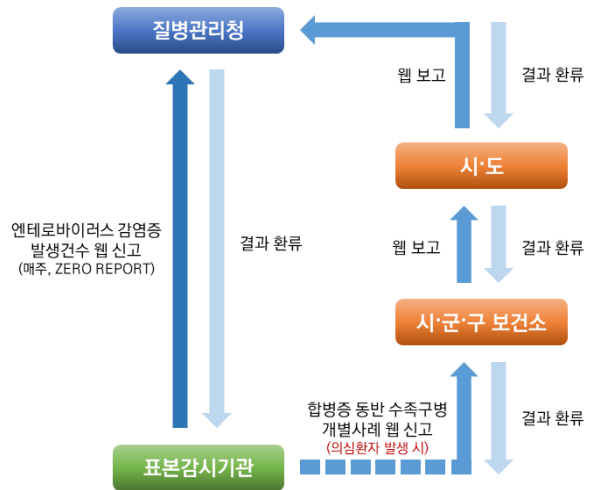 질병관리청
웹 보고
결과 환류
시·도
엔테로바이러스 감염증
발생건수 웹 신고
(매주, ZERO REPORT)
결과 환류
웹 보고
결과 환류
시·군·구 보건소
합병증 동반 수족구병
개별사례 웹 신고
(의심환자 발생 시)
결과 환류
표본감시기관